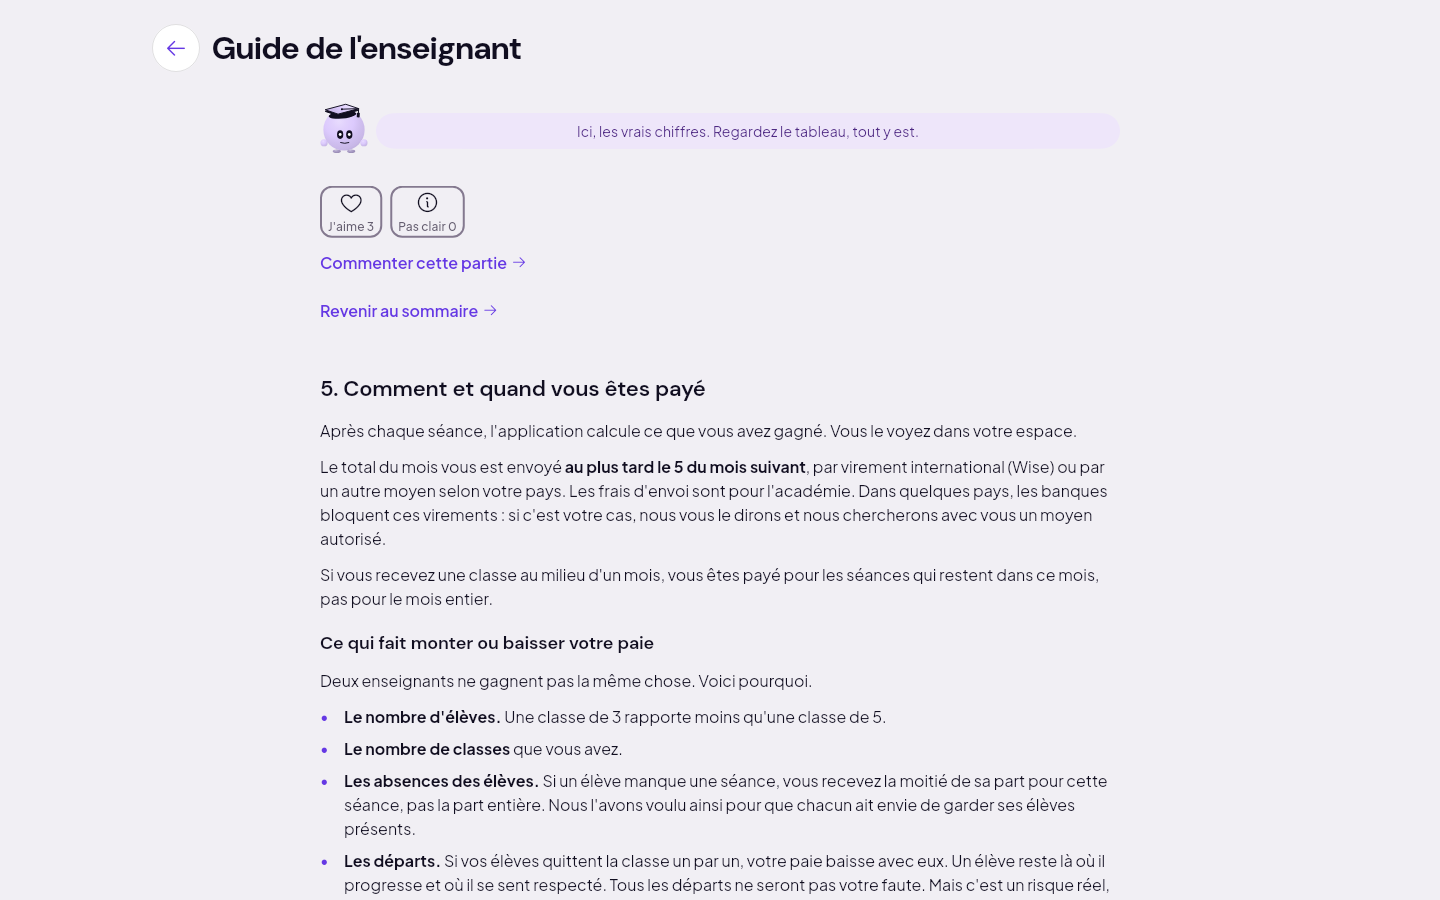 Guide de l'enseignant
Ici, les vrais chiffres. Regardez le tableau, tout y est.
J'aime 3
Pas clair 0
Commenter cette partie
Revenir au sommaire
5. Comment et quand vous êtes payé
Après chaque séance, l'application calcule ce que vous avez gagné. Vous le voyez dans votre espace.
Le total du mois vous est envoyé au plus tard le 5 du mois suivant, par virement international (Wise) ou par
un autre moyen selon votre pays. Les frais d'envoi sont pour l'académie. Dans quelques pays, les banques
bloquent ces virements : si c'est votre cas, nous vous le dirons et nous chercherons avec vous un moyen
autorisé.
Si vous recevez une classe au milieu d'un mois, vous êtes payé pour les séances qui restent dans ce mois,
pas pour le mois entier.
Ce qui fait monter ou baisser votre paie
Deux enseignants ne gagnent pas la même chose. Voici pourquoi.
• Le nombre d'élèves. Une classe de 3 rapporte moins qu'une classe de 5.
• Le nombre de classes que vous avez.
• Les absences des élèves. Si un élève manque une séance, vous recevez la moitié de sa part pour cette
séance, pas la part entière. Nous l'avons voulu ainsi pour que chacun ait envie de garder ses élèves
présents.
• Les départs. Si vos élèves quittent la classe un par un, votre paie baisse avec eux. Un élève reste là où il
progresse et où il se sent respecté. Tous les départs ne seront pas votre faute. Mais c'est un risque réel,